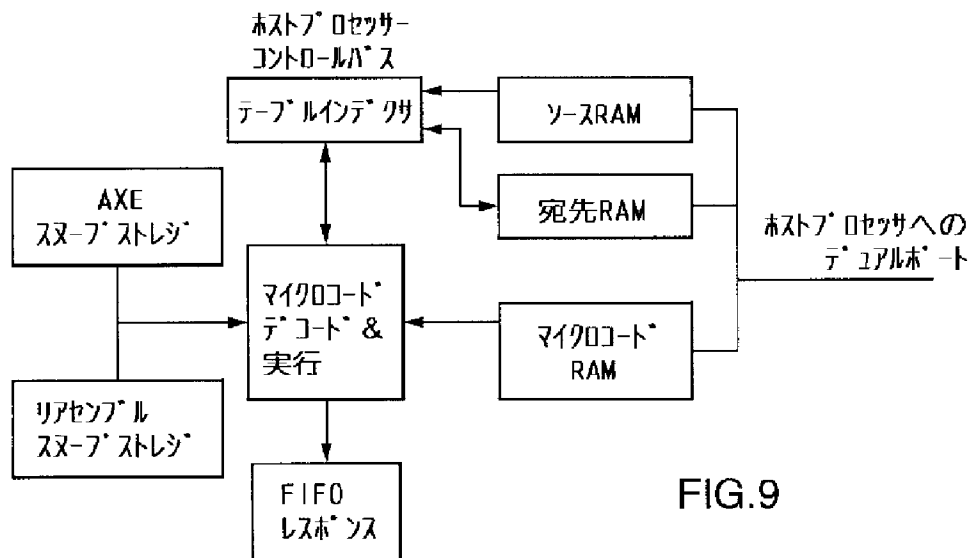 ホストプロセッサー
コントロールバス
テーブルインデクサ
ソースRAM
AXE
スヌープストレジ
宛先RAM
ホストプロセッサへの
デュアルポート
マイクロコード
デコード&
実行
マイクロコード
RAM
リアセンブル
スヌープストレジ
FIFO
レスポンス
FIG.9